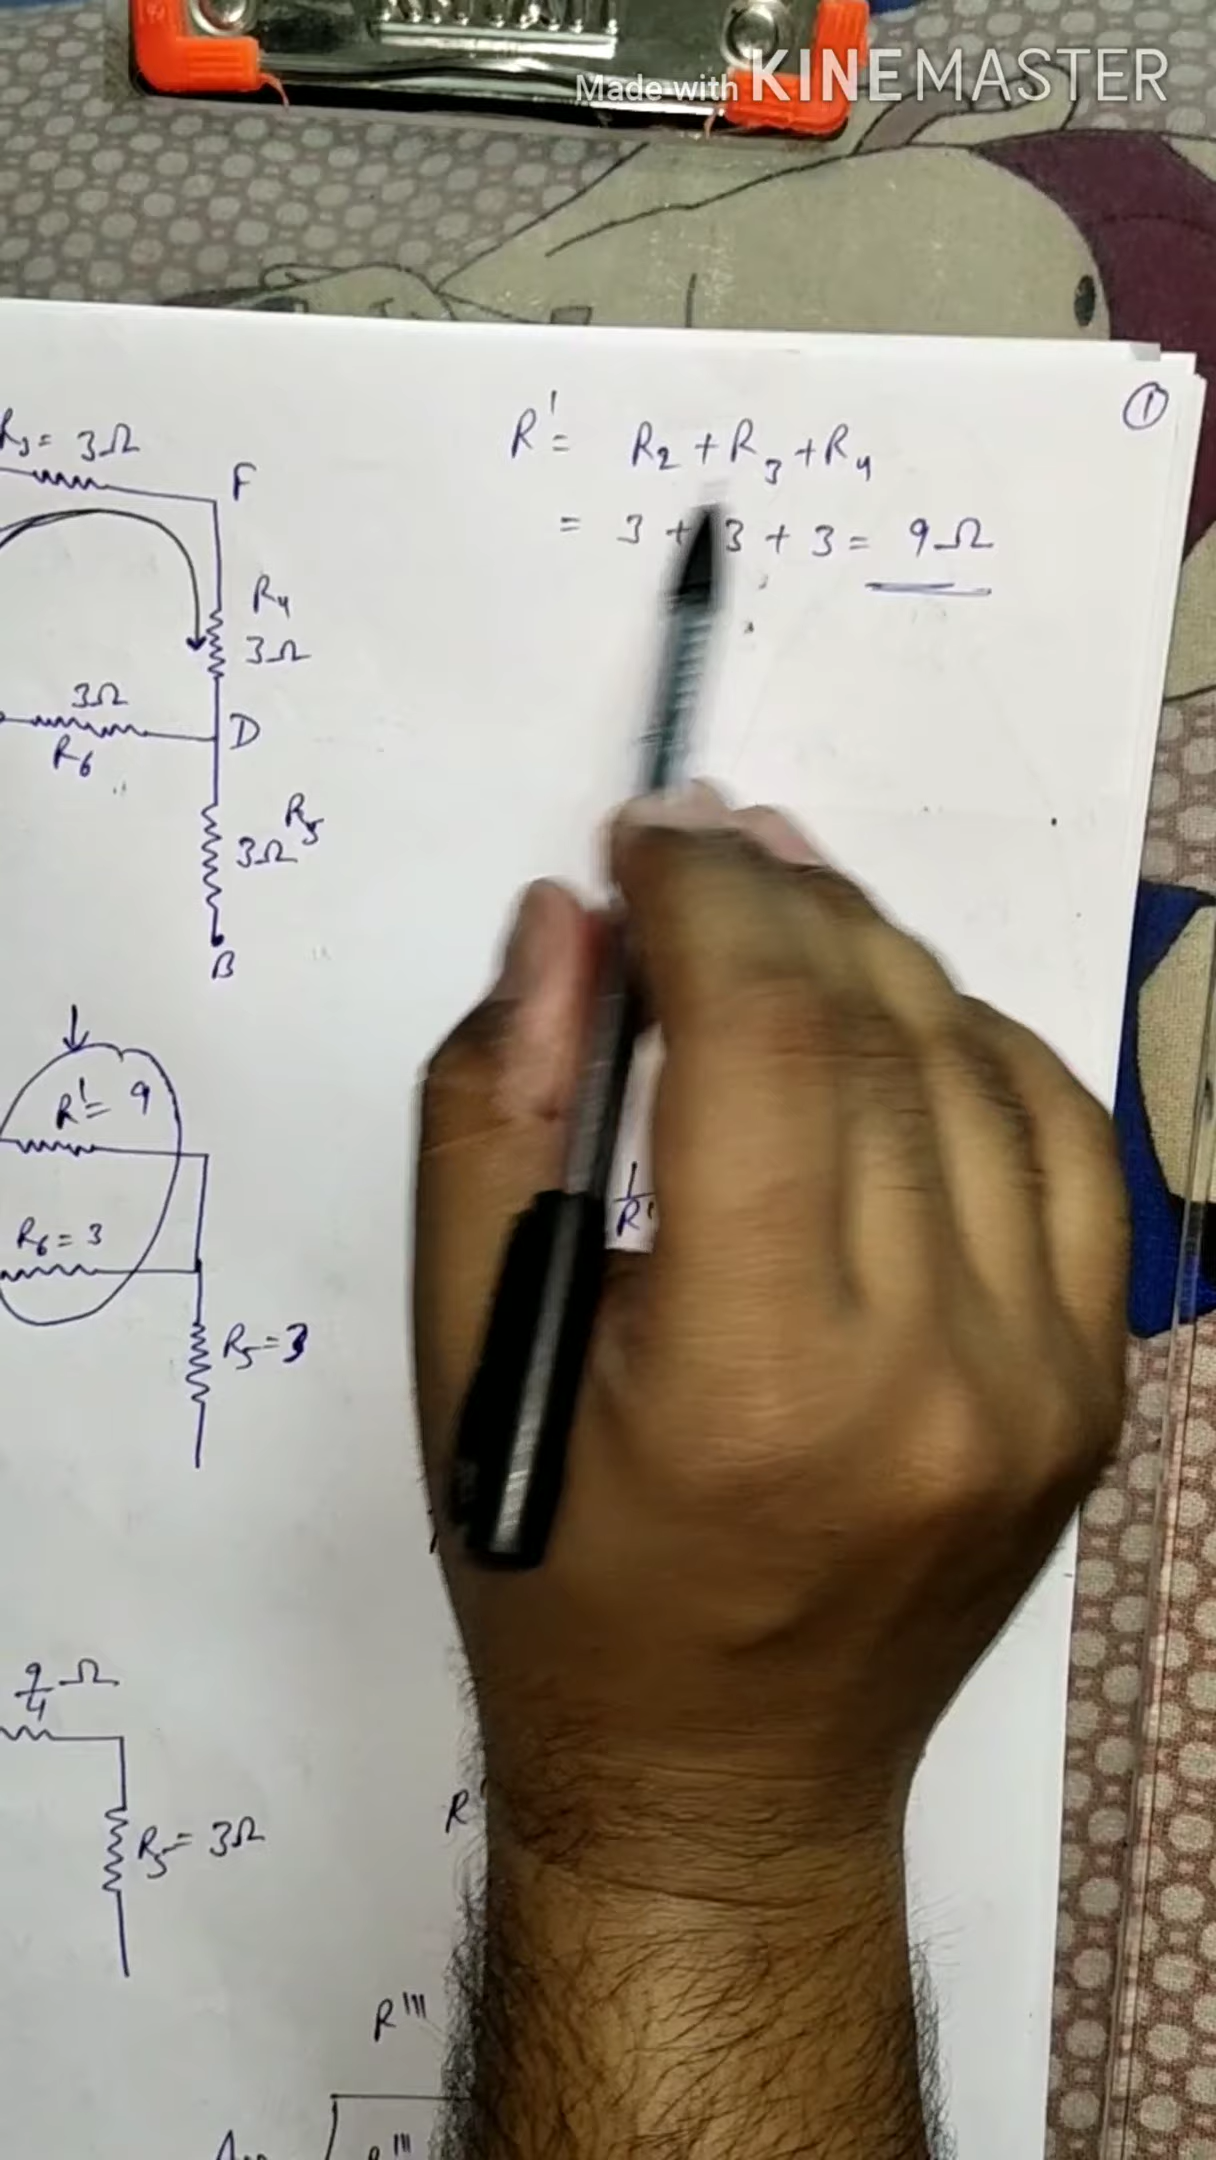 Made with KINEMASTER
1
R' = R2 + R3 + R4
= 3 + 3 + 3 = 9Ω
R3 = 3Ω
F
R4
3Ω
3Ω
D
R6
R5
3Ω
B
R' = 9
R6 = 3
R5 = 3
9/4 Ω
R5 = 3Ω
R'''